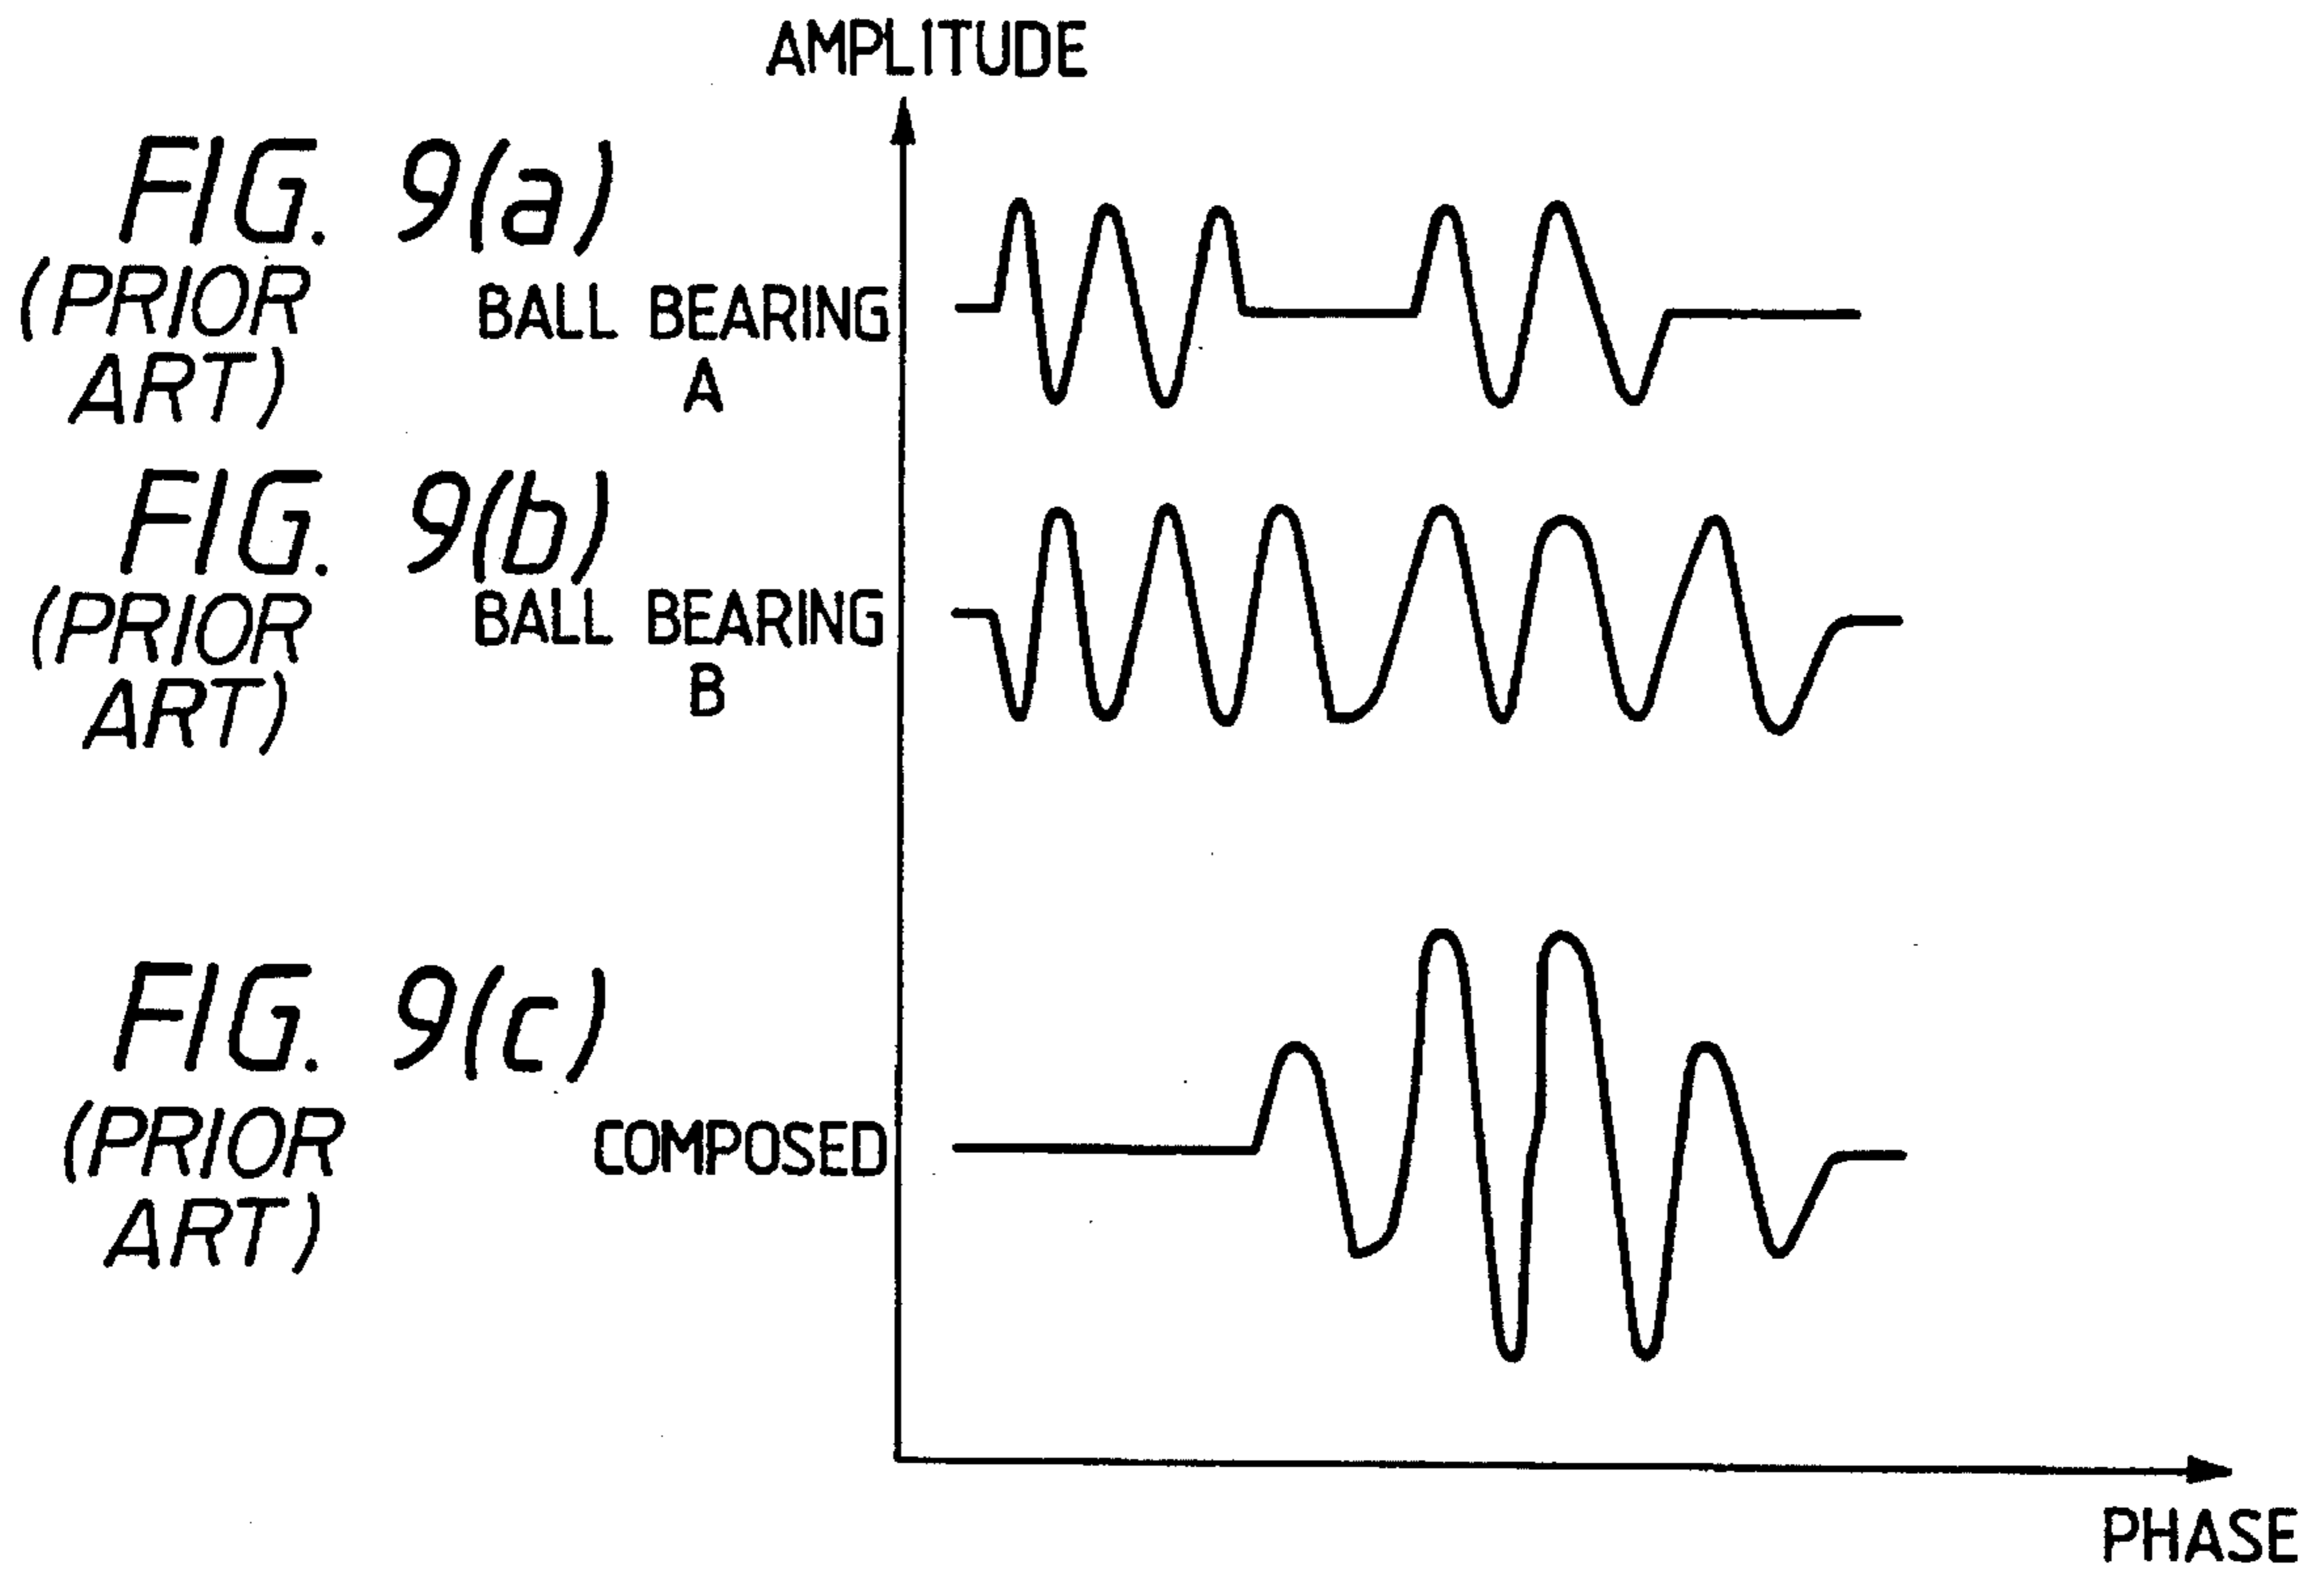 AMPLITUDE
FIG. 9(a)
(PRIOR
ART)
BALL BEARING
A
FIG. 9(b)
(PRIOR
ART)
BALL BEARING
B
FIG. 9(c)
(PRIOR
ART)
COMPOSED
PHASE